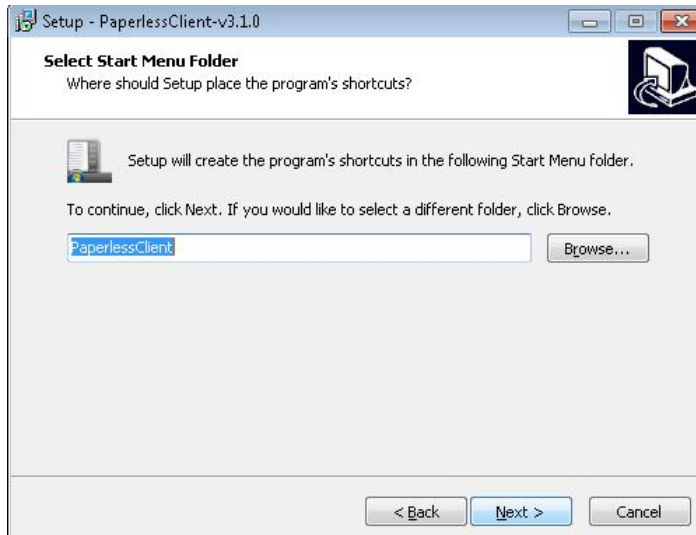 Setup - PaperlessClient-v3.1.0
Select Start Menu Folder
Where should Setup place the program's shortcuts?
Setup will create the program's shortcuts in the following Start Menu folder.
To continue, click Next. If you would like to select a different folder, click Browse.
PaperlessClient
Browse...
< Back
Next >
Cancel